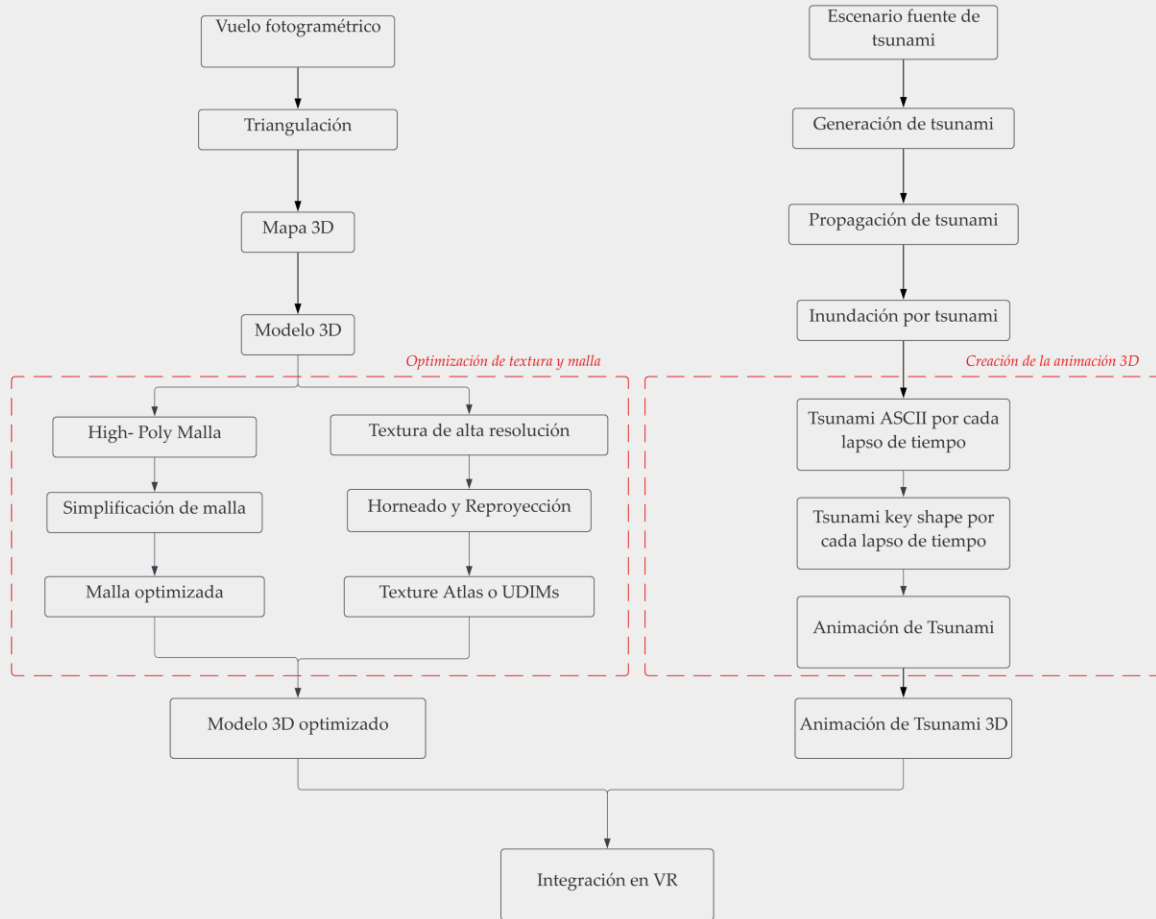 Vuelo fotogramétrico
Triangulación
Mapa 3D
Modelo 3D
Optimización de textura y malla
High- Poly Malla
Simplificación de malla
Malla optimizada
Textura de alta resolución
Horneado y Reproyección
Texture Atlas o UDIMs
Modelo 3D optimizado
Escenario fuente de
tsunami
Generación de tsunami
Propagación de tsunami
Inundación por tsunami
Creación de la animación 3D
Tsunami ASCII por cada
lapso de tiempo
Tsunami key shape por
cada lapso de tiempo
Animación de Tsunami
Animación de Tsunami 3D
Integración en VR